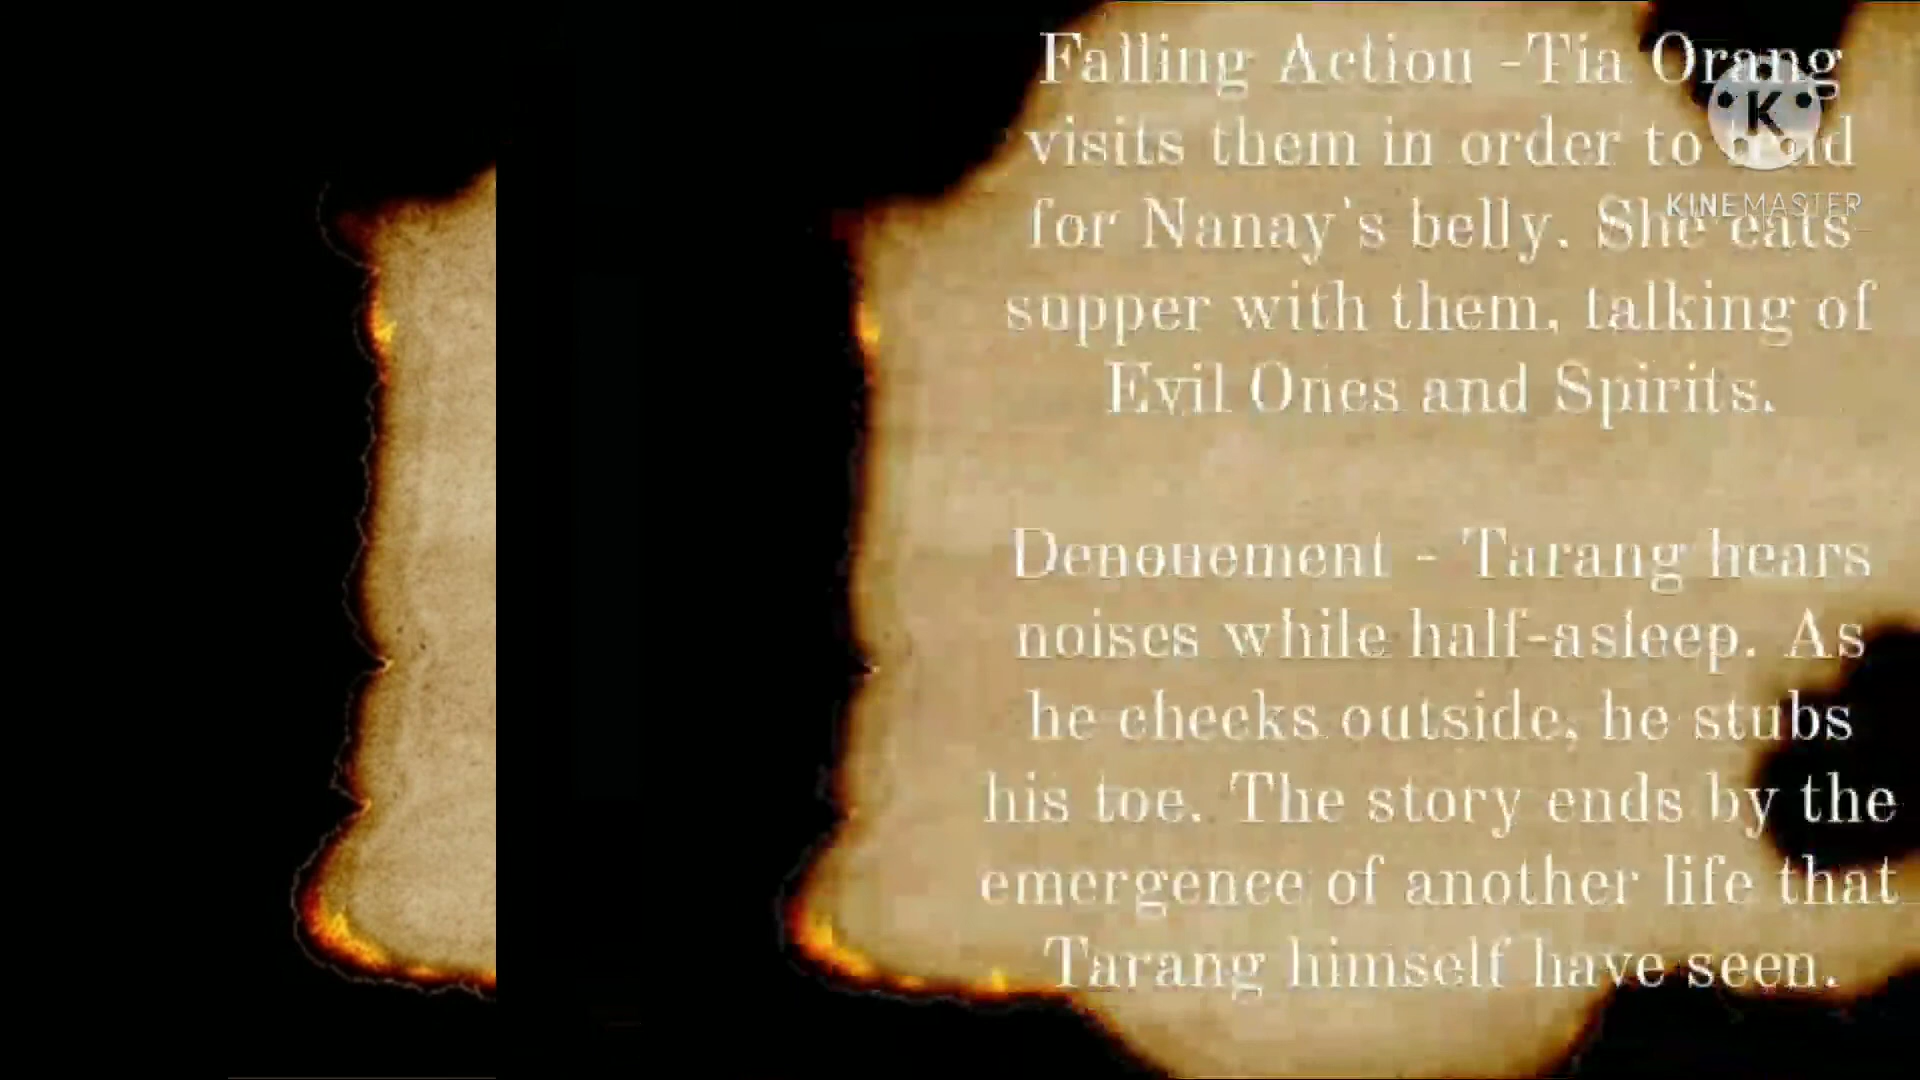 Falling Action -Tia Orang
visits them in order to
for Nanay's belly. She eats
supper with them, talking of
Evil Ones and Spirits.
Denouement - Tarang hears
noises while half-asleep. As
he checks outside, he stubs
his toe. The story ends by the
emergence of another life that
Tarang himself have seen.
K
KINEMASTER